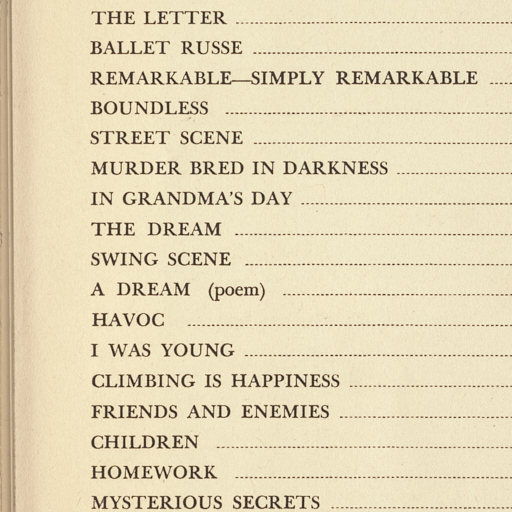 THE LETTER
BALLET RUSSE
REMARKABLE—SIMPLY REMARKABLE
BOUNDLESS
STREET SCENE
MURDER BRED IN DARKNESS
IN GRANDMA'S DAY
THE DREAM
SWING SCENE
A DREAM (poem)
HAVOC
I WAS YOUNG
CLIMBING IS HAPPINESS
FRIENDS AND ENEMIES
CHILDREN
HOMEWORK
MYSTERIOUS SECRETS